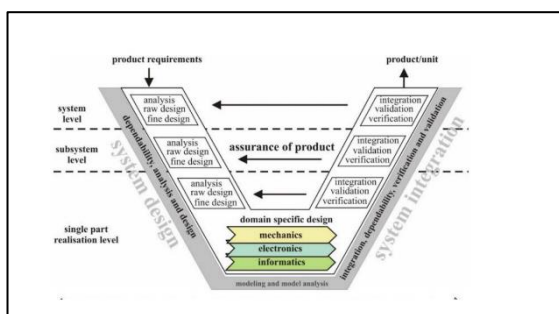 product requirements
product/unit
system level
analysis
raw design
fine design
integration
validation
verification
subsystem level
analysis
raw design
fine design
assurance of product
integration
validation
verification
analysis
raw design
fine design
integration
validation
verification
single part
realisation level
domain specific design
mechanics
electronics
informatics
modeling and model analysis
dependability, analysis and design
system design
integration, dependability, verification and validation
system integration